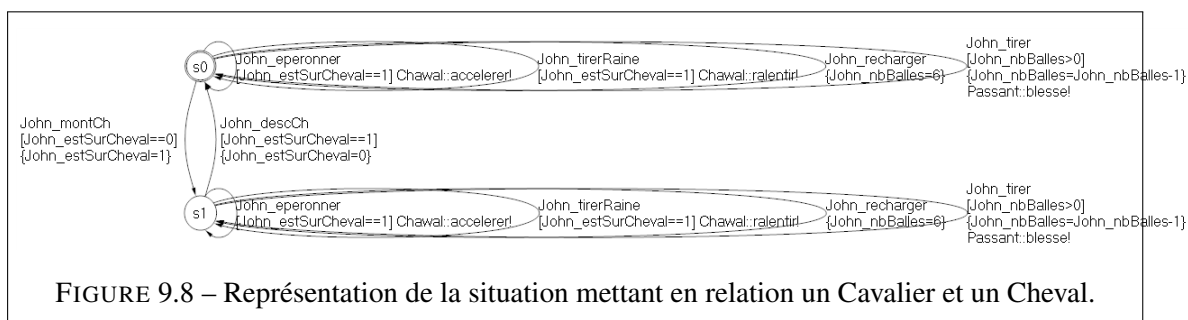 John_tirer
John_eperonner
John_tirerRaine
John_recharger
[John_nbBalles>0]
s0
[John_estSurCheval==1] Chawal::accelerer!
[John_estSurCheval==1] Chawal::ralentir!
{John_nbBalles=6}
{John_nbBalles=John_nbBalles-1}
Passant::blesse!
John_montCh
John_descCh
[John_estSurCheval==0]
[John_estSurCheval==1]
{John_estSurCheval=1}
{John_estSurCheval=0}
John_tirer
John_eperonner
John_tirerRaine
John_recharger
[John_nbBalles>0]
s1
[John_estSurCheval==1] Chawal::accelerer!
[John_estSurCheval==1] Chawal::ralentir!
{John_nbBalles=6}
{John_nbBalles=John_nbBalles-1}
Passant::blesse!
FIGURE 9.8 – Représentation de la situation mettant en relation un Cavalier et un Cheval.